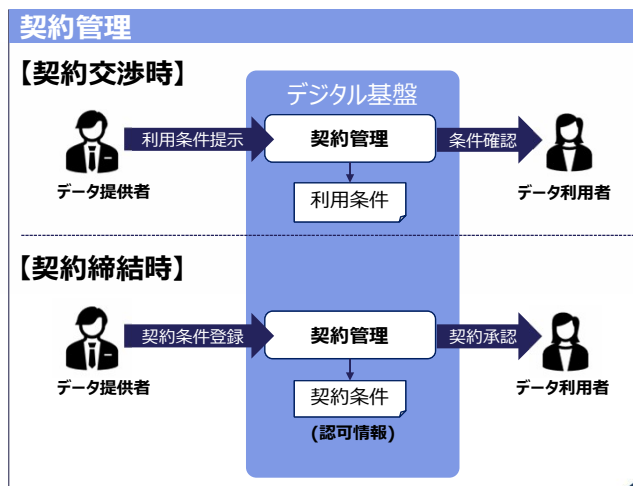 契約管理
【契約交渉時】
デジタル基盤
利用条件提示
契約管理
条件確認
データ提供者
データ利用者
利用条件
【契約締結時】
契約条件登録
契約管理
契約承認
データ提供者
データ利用者
契約条件
(認可情報)